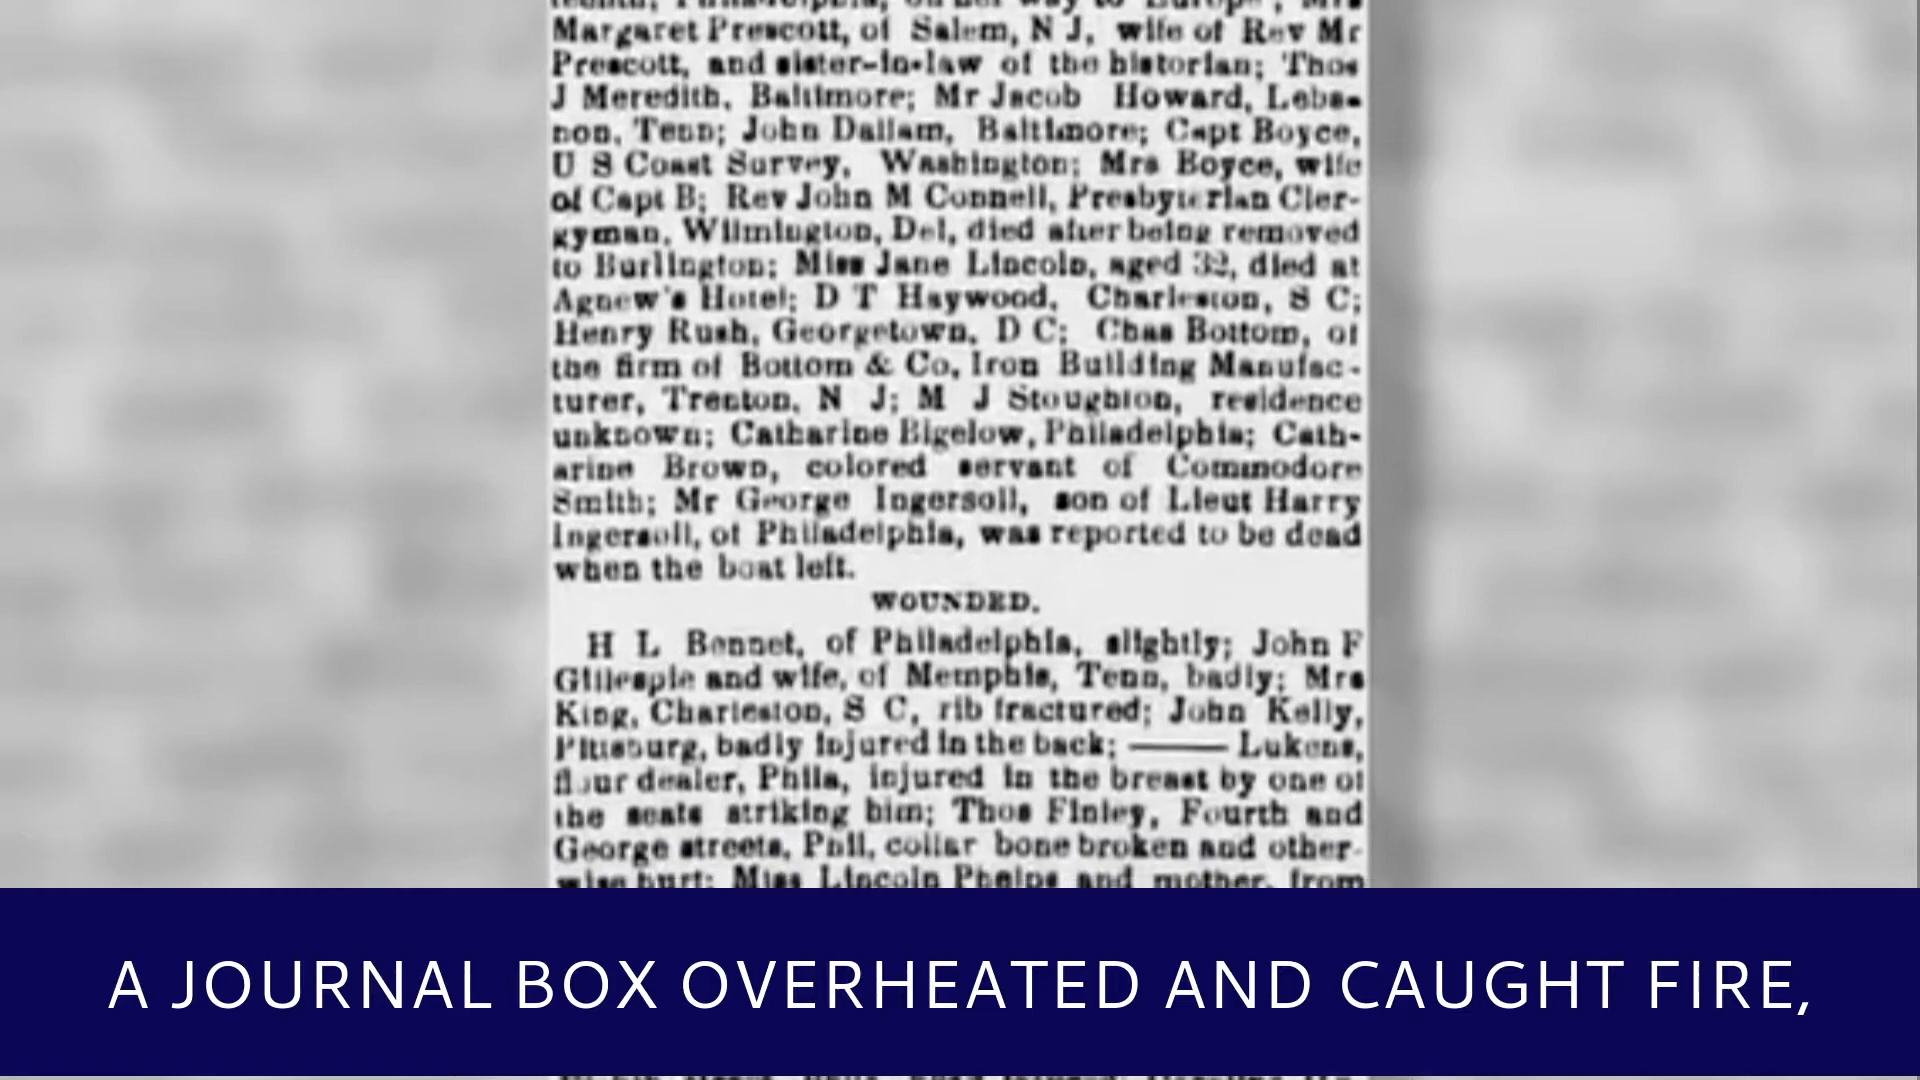 Margaret Prescott, of Salem, N J, wife of Rev Mr
Prescott, and sister-in-law of the historian; Thos
J Meredith, Baltimore; Mr Jacob Howard, Leba-
non, Tenn; John Dallam, Baltimore; Capt Boyce,
U S Coast Survey, Washington; Mrs Boyce, wife
of Capt B; Rev John M Connell, Presbyterian Cler-
gyman, Wilmington, Del, died after being removed
to Burlington; Miss Jane Lincoln, aged 32, died at
Agnew's Hotel; D T Haywood, Charleston, S C;
Henry Rush, Georgetown, D C; Chas Bottom, of
the firm of Bottom & Co, Iron Building Manufac-
turer, Trenton, N J; M J Stoughton, residence
unknown; Catharine Bigelow, Philadelphia; Cath-
arine Brown, colored servant of Commodore
Smith; Mr George Ingersoll, son of Lieut Harry
Ingersoll, of Philadelphia, was reported to be dead
when the boat left.
WOUNDED.
H L Bennet, of Philadelphia, slightly; John F
Gillespie and wife, of Memphis, Tenn, badly; Mrs
King, Charleston, S C, rib fractured; John Kelly,
Pittsburg, badly injured in the back; —— Lukens,
flour dealer, Phila, injured in the breast by one of
the seats striking him; Thos Finley, Fourth and
George streets, Phil, collar bone broken and other-
wise hurt; Miss Lincoln Phelps and mother, from
A JOURNAL BOX OVERHEATED AND CAUGHT FIRE,